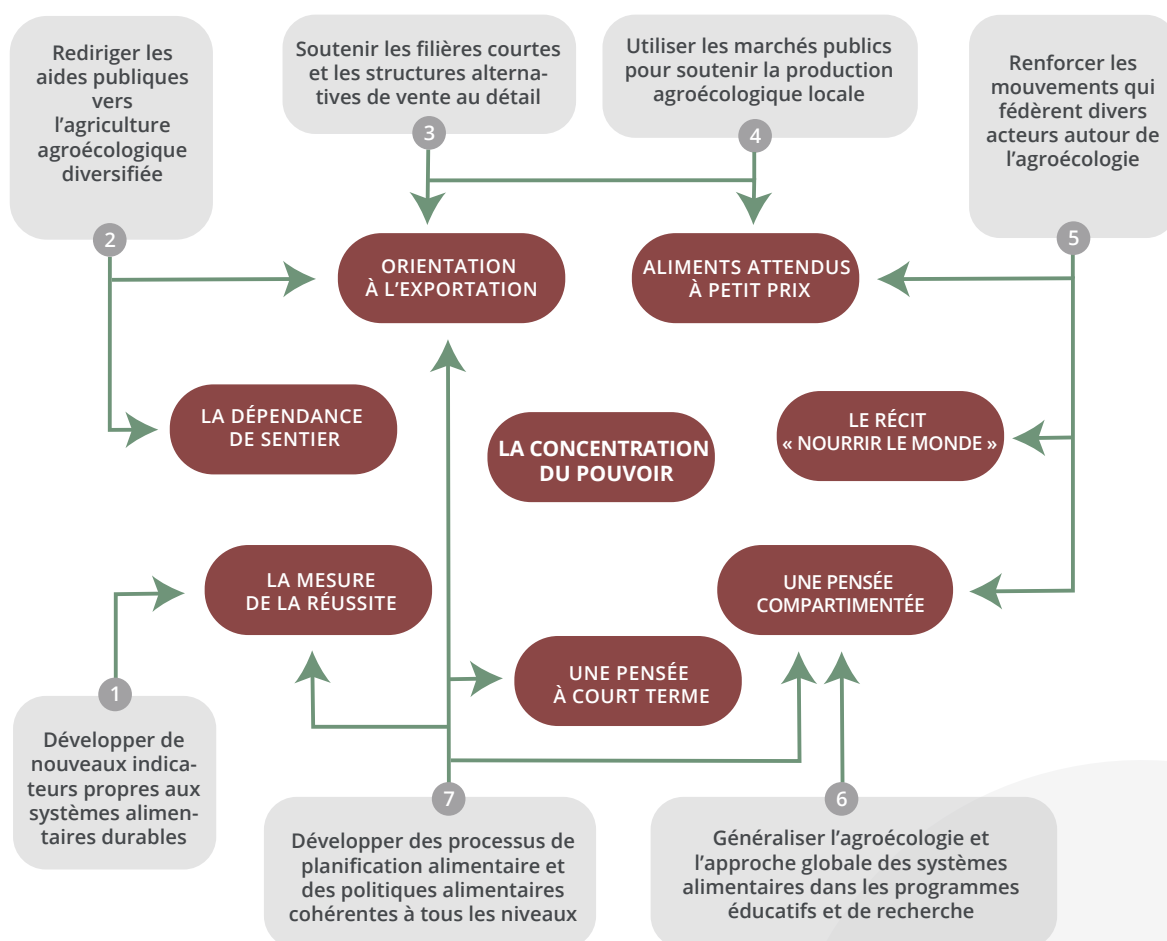 Rediriger les
aides publiques
vers
l'agriculture
agroécologique
diversifiée
2
Soutenir les filières courtes
et les structures alterna-
tives de vente au détail
3
Utiliser les marchés publics
pour soutenir la production
agroécologique locale
4
Renforcer les
mouvements qui
fédèrent divers
acteurs autour de
l'agroécologie
5
ORIENTATION
À L'EXPORTATION
ALIMENTS ATTENDUS
À PETIT PRIX
LA DÉPENDANCE
DE SENTIER
LA CONCENTRATION
DU POUVOIR
LE RÉCIT
« NOURRIR LE MONDE »
LA MESURE
DE LA RÉUSSITE
UNE PENSÉE
COMPARTIMENTÉE
UNE PENSÉE
À COURT TERME
1
Développer de
nouveaux indica-
teurs propres aux
systèmes alimen-
taires durables
7
Développer des processus de
planification alimentaire et
des politiques alimentaires
cohérentes à tous les niveaux
6
Généraliser l'agroécologie et
l'approche globale des systèmes
alimentaires dans les programmes
éducatifs et de recherche